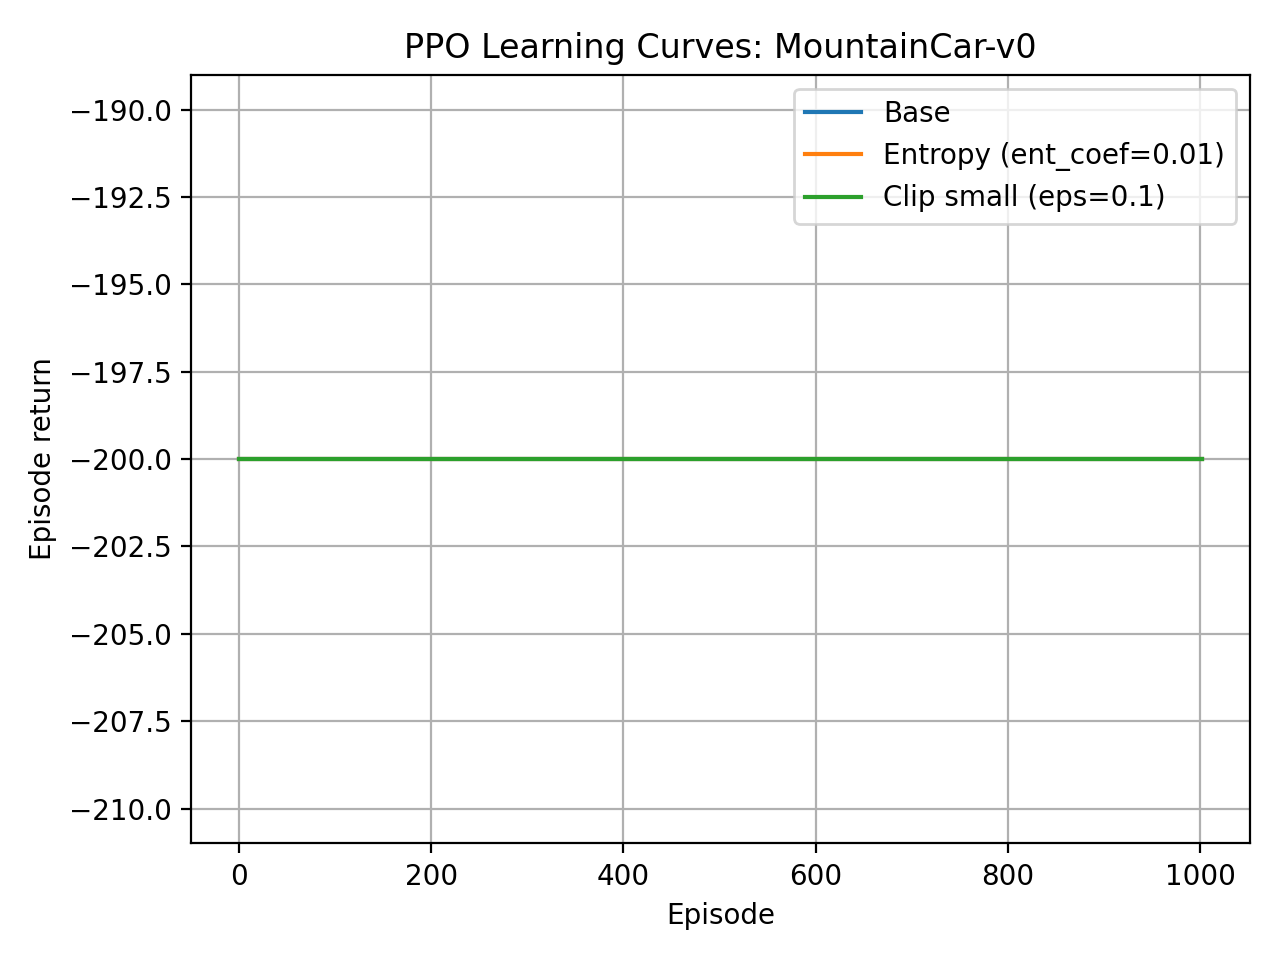 PPO Learning Curves: MountainCar-v0
Base
Entropy (ent_coef=0.01)
Clip small (eps=0.1)
Episode return
−190.0
−192.5
−195.0
−197.5
−200.0
−202.5
−205.0
−207.5
−210.0
0 200 400 600 800 1000
Episode